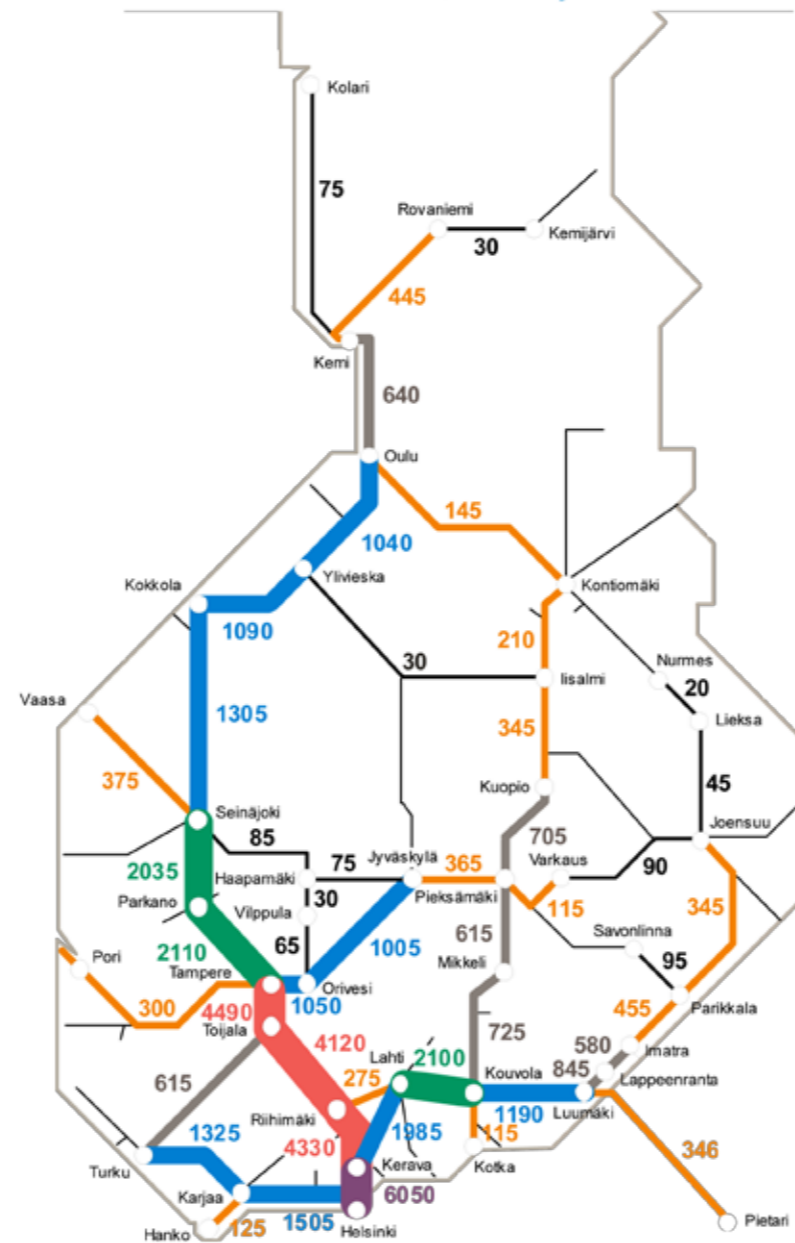 Kolari
75
Rovaniemi
30
Kemijärvi
445
Kemi
640
Oulu
145
1040
Kokkola
Ylivieska
Kontiomäki
1090
210
30
Nurmes
Iisalmi
20
Vaasa
Lieksa
1305
345
375
45
Kuopio
Seinäjoki
Joensuu
85
705
Jyväskylä
365
Varkaus
2035
75
90
Haapamäki
Pieksämäki
Parkano
30
115
345
Vilppula
Savonlinna
615
2110
65
1005
Pori
Mikkeli
95
Tampere
Orivesi
Parikkala
300
1050
4490
455
Toijala
725
4120
580
Imatra
Lahti
2100
845
615
275
Kouvola
Lappeenranta
Riihimäki
1190
Luumäki
1325
4330
1985
115
346
Turku
Kerava
Kotka
Karjaa
6050
Pietari
Hanko
125
1505
Helsinki